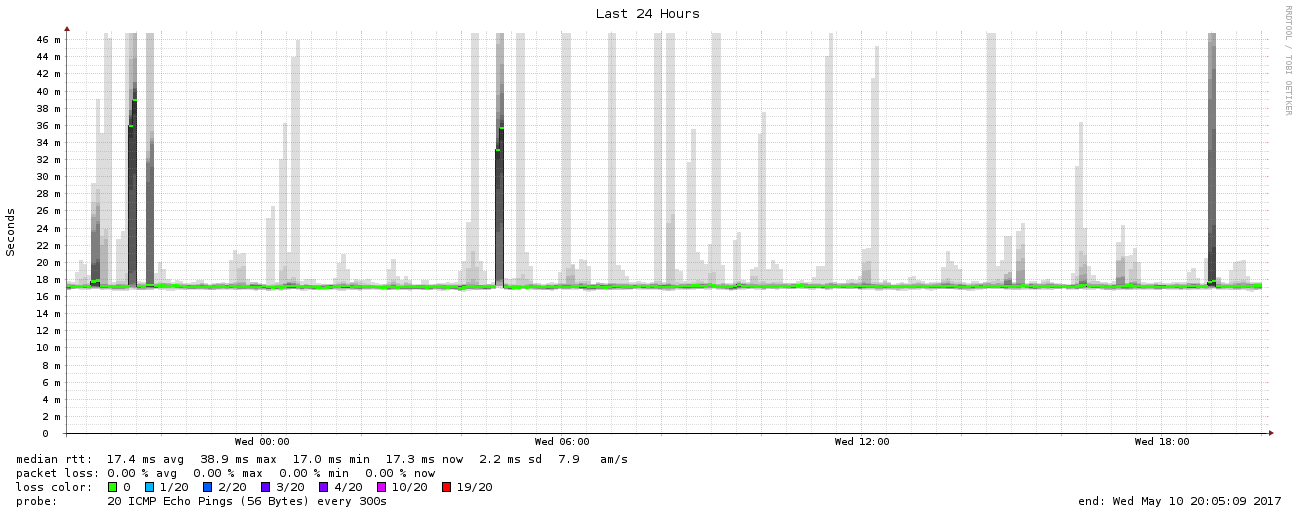 Last 24 Hours
RRDTOOL / TOBI OETIKER
Seconds
46 m
44 m
42 m
40 m
38 m
36 m
34 m
32 m
30 m
28 m
26 m
24 m
22 m
20 m
18 m
16 m
14 m
12 m
10 m
8 m
6 m
4 m
2 m
0
Wed 00:00 Wed 06:00 Wed 12:00 Wed 18:00
median rtt: 17.4 ms avg 38.9 ms max 17.0 ms min 17.3 ms now 2.2 ms sd 7.9 am/s
packet loss: 0.00 % avg 0.00 % max 0.00 % min 0.00 % now
loss color: 0 1/20 2/20 3/20 4/20 10/20 19/20
probe: 20 ICMP Echo Pings (56 Bytes) every 300s end: Wed May 10 20:05:09 2017